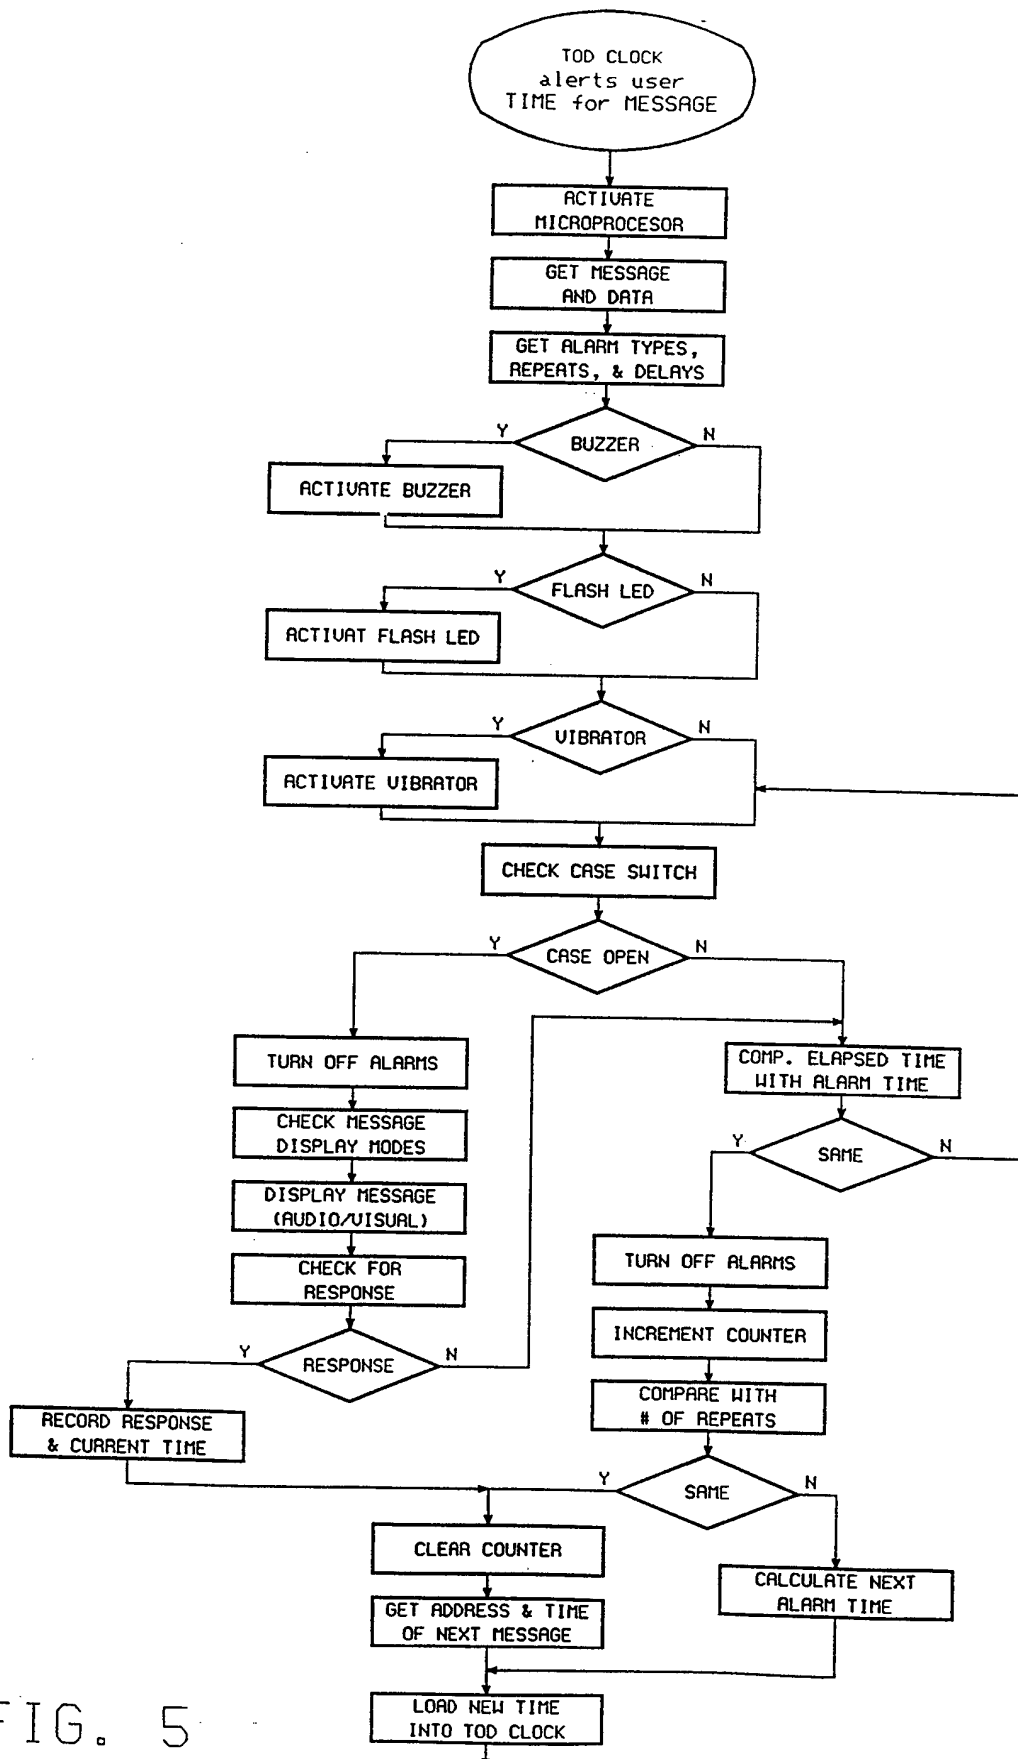 TOD CLOCK
alerts user
TIME for MESSAGE
ACTIVATE
MICROPROCESOR
GET MESSAGE
AND DATA
GET ALARM TYPES,
REPEATS, & DELAYS
Y
BUZZER
N
ACTIVATE BUZZER
Y
FLASH LED
N
ACTIVAT FLASH LED
Y
VIBRATOR
N
ACTIVATE VIBRATOR
CHECK CASE SWITCH
Y
CASE OPEN
N
TURN OFF ALARMS
COMP. ELAPSED TIME
WITH ALARM TIME
CHECK MESSAGE
DISPLAY MODES
Y
SAME
N
DISPLAY MESSAGE
(AUDIO/VISUAL)
TURN OFF ALARMS
CHECK FOR
RESPONSE
INCREMENT COUNTER
Y
RESPONSE
N
COMPARE WITH
# OF REPEATS
RECORD RESPONSE
& CURRENT TIME
Y
SAME
N
CLEAR COUNTER
CALCULATE NEXT
ALARM TIME
GET ADDRESS & TIME
OF NEXT MESSAGE
LOAD NEW TIME
INTO TOD CLOCK
FIG. 5